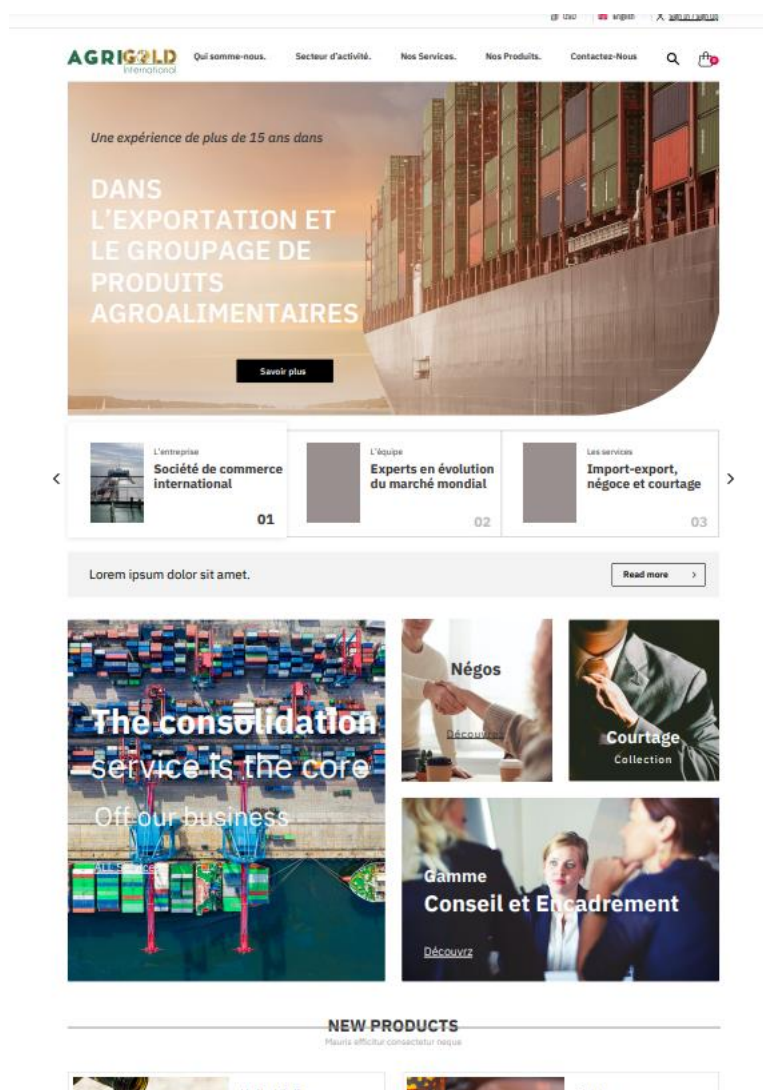 USD English Sign In / Sign Up
AGRIGOLD
International
Qui somme-nous. Secteur d'activité. Nos Services. Nos Produits. Contactez-Nous
0
Une expérience de plus de 15 ans dans
DANS
L'EXPORTATION ET
LE GROUPAGE DE
PRODUITS
AGROALIMENTAIRES
Savoir plus
L'entreprise
Société de commerce
international
01
L'équipe
Experts en évolution
du marché mondial
02
Les services
Import-export,
négoce et courtage
03
Lorem ipsum dolor sit amet.
Read more
The consolidation
service is the core
Off our business
Négos
Découvrez
Courtage
Collection
Gamme
Conseil et Encadrement
Découvrz
NEW PRODUCTS
Mauris efficitur consectetur neque